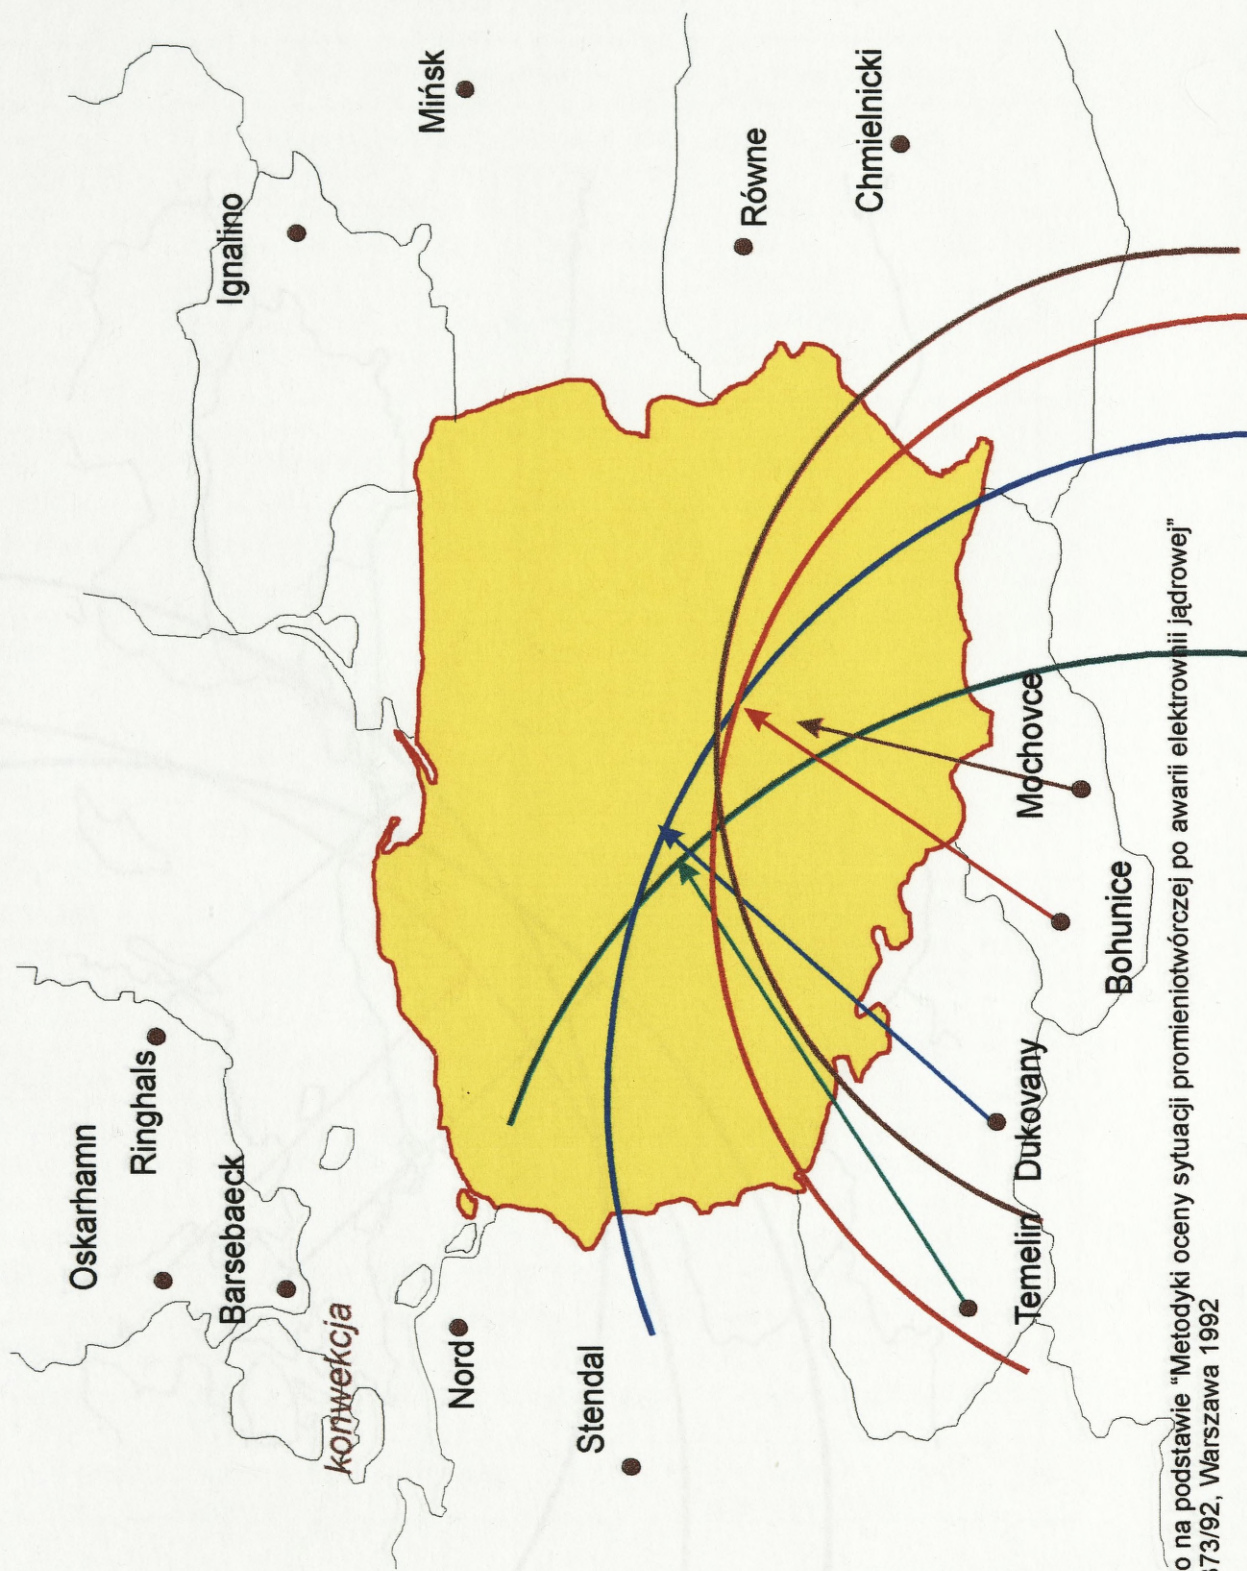 Oskarhamn
Ringhals
Barsebaeck
Ignalino
konwekcja
Mińsk
Nord
Stendal
Równe
Chmielnicki
Temelin
Dukovany
Mochovce
Bohunice
na podstawie “Metodyki oceny sytuacji promieniotwórczej po awarii elektrownii jądrowej”
373/92, Warszawa 1992